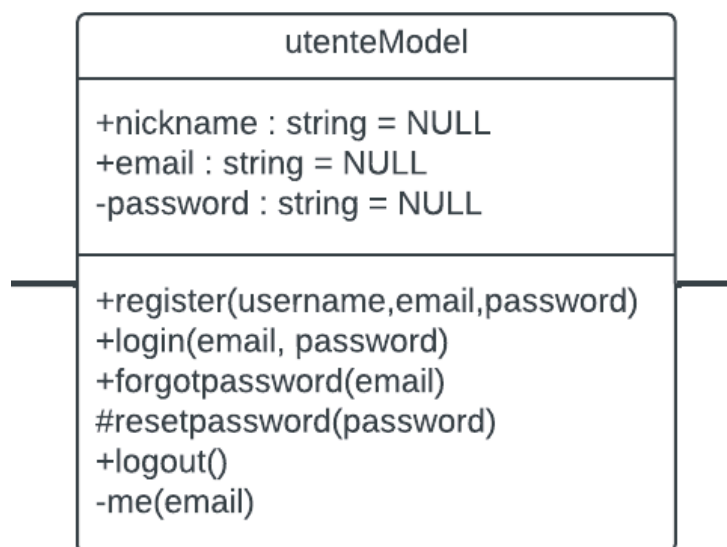 utenteModel
+nickname : string = NULL
+email : string = NULL
-password : string = NULL
+register(username,email,password)
+login(email, password)
+forgotpassword(email)
#resetpassword(password)
+logout()
-me(email)